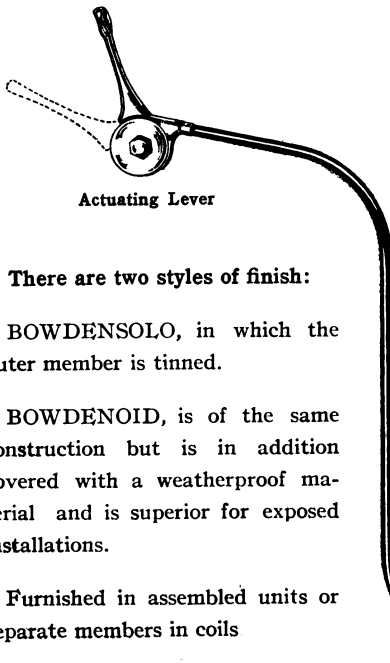 Actuating Lever
There are two styles of finish:
BOWDENSOLO, in which the
uter member is tinned.
BOWDENOID, is of the same
onstruction but is in addition
overed with a weatherproof ma-
erial and is superior for exposed
nstallations.
Furnished in assembled units or
eparate members in coils